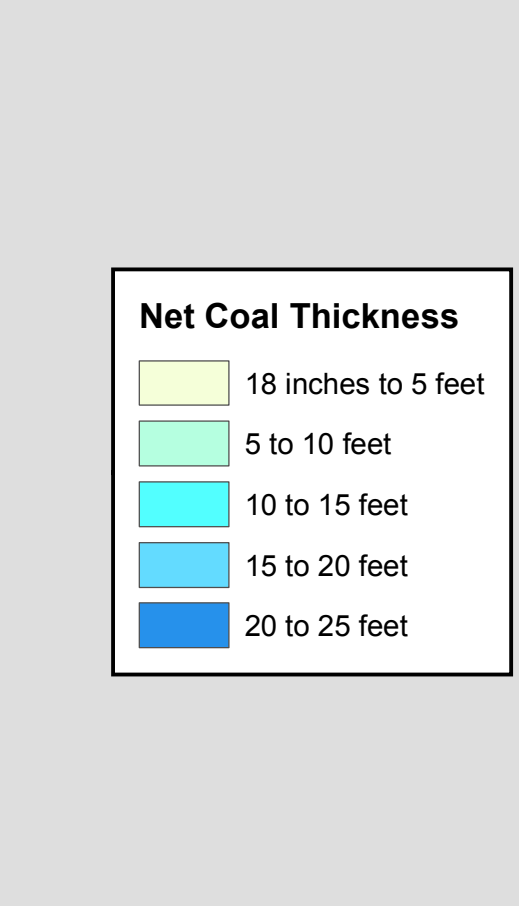 Net Coal Thickness
18 inches to 5 feet
5 to 10 feet
10 to 15 feet
15 to 20 feet
20 to 25 feet